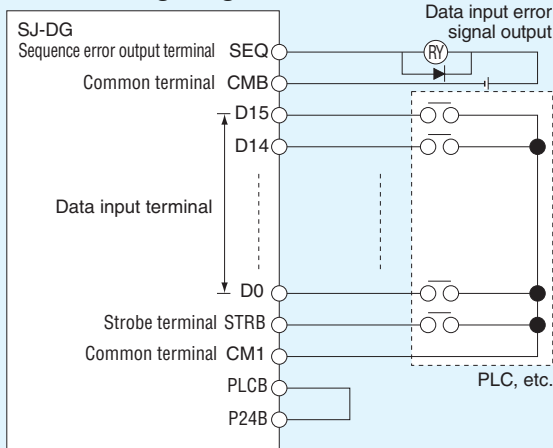 Data input error
signal output
SJ-DG
Sequence error output terminal SEQ
RY
Common terminal CMB
D15
D14
Data input terminal
D0
Strobe terminal STRB
Common terminal CM1
PLC, etc.
PLCB
P24B